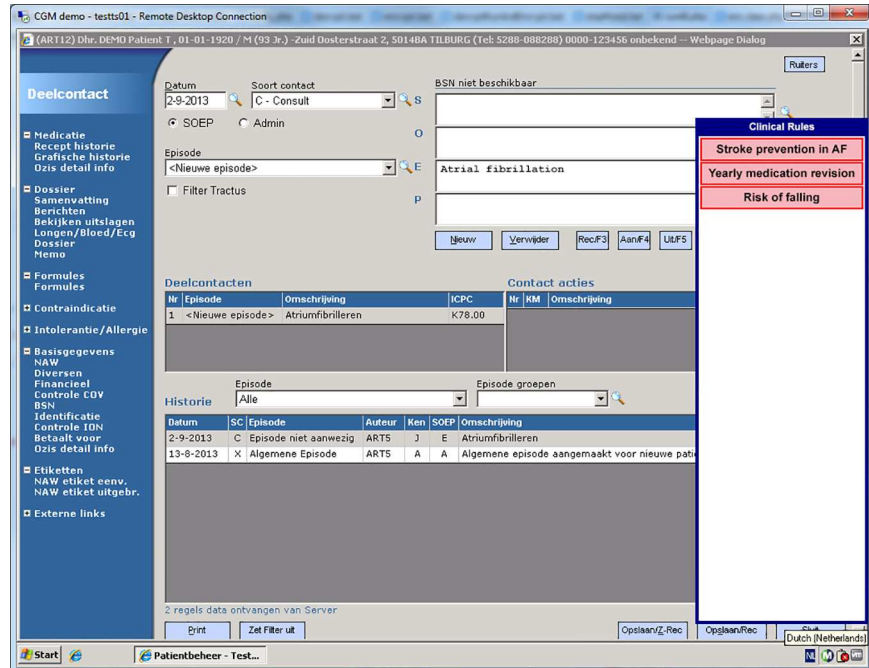 CGM demo - testts01 - Remote Desktop Connection
(ART12) Dhr. DEMO Patient T , 01-01-1920 / M (93 Jr.) -Zuid Oosterstraat 2, 5014BA TILBURG (Tel: 5288-088288) 0000-123456 onbekend -- Webpage Dialog
Ruiters
Deelcontact
Medicatie
Recept historie
Grafische historie
Ozis detail info
Dossier
Samenvatting
Berichten
Bekijken uitslagen
Longen/Bloed/Ecg
Dossier
Memo
Formules
Formules
Contraindicatie
Intolerantie/Allergie
Basisgegevens
NAW
Diversen
Financieel
Controle COV
BSN
Identificatie
Controle ION
Betaalt voor
Ozis detail info
Etiketten
NAW etiket eenv.
NAW etiket uitgebr.
Externe links
Datum Soort contact BSN niet beschikbaar
2-9-2013 C - Consult S
SOEP Admin
O
Episode
<Nieuwe episode> E Atrial fibrillation
Filter Tractus
P
Nieuw Verwijder Rec/F3 Aan/F4 Uit/F5
Clinical Rules
Stroke prevention in AF
Yearly medication revision
Risk of falling
Deelcontacten Contact acties
Nr Episode Omschrijving ICPC Nr KM Omschrijving
1 <Nieuwe episode> Atriumfibrilleren K78.00
Episode Episode groepen
Historie Alle
Datum SC Episode Auteur Ken SOEP Omschrijving
2-9-2013 C Episode niet aanwezig ART5 J E Atriumfibrilleren
13-8-2013 X Algemene Episode ART5 A A Algemene episode aangemaakt voor nieuwe pati
2 regels data ontvangen van Server
Print Zet Filter uit Opslaan/Z-Rec Opslaan/Rec
Dutch (Netherlands)
Start Patientbeheer - Test... NL